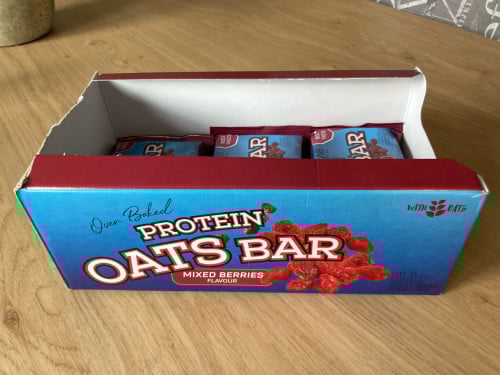 BAR
BAR
Oven Baked
PROTEIN
OATS BAR
MIXED BERRIES
FLAVOUR
WITH OATS